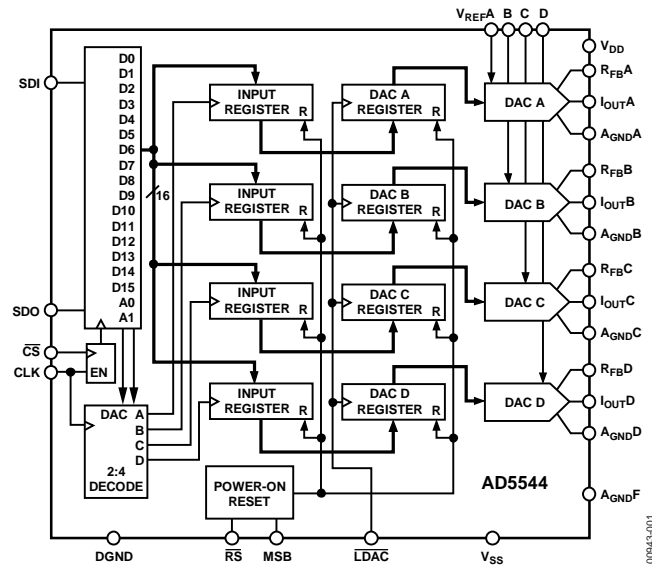 VREFA B C D
VDD
SDI
D0
D1
D2
D3
D4
D5
D6
D7
D8
D9
D10
D11
D12
D13
D14
D15
A0
A1
16
INPUT
REGISTER R
DAC A
REGISTER R
DAC A
RFBA
IOUTA
AGNDA
INPUT
REGISTER R
DAC B
REGISTER R
DAC B
RFBB
IOUTB
AGNDB
INPUT
REGISTER R
DAC C
REGISTER R
DAC C
RFBC
IOUTC
AGNDC
INPUT
REGISTER R
DAC D
REGISTER R
DAC D
RFBD
IOUTD
AGNDD
SDO
CS
CLK
EN
DAC A
B
C
D
2:4
DECODE
POWER-ON
RESET
AD5544
AGNDF
DGND
RS
MSB
LDAC
VSS
00943-001